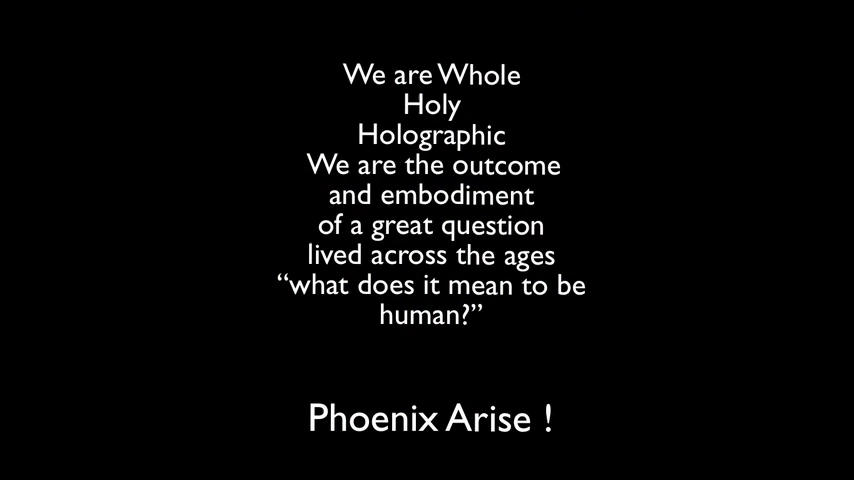 We are Whole
Holy
Holographic
We are the outcome
and embodiment
of a great question
lived across the ages
“what does it mean to be
human?”
Phoenix Arise !